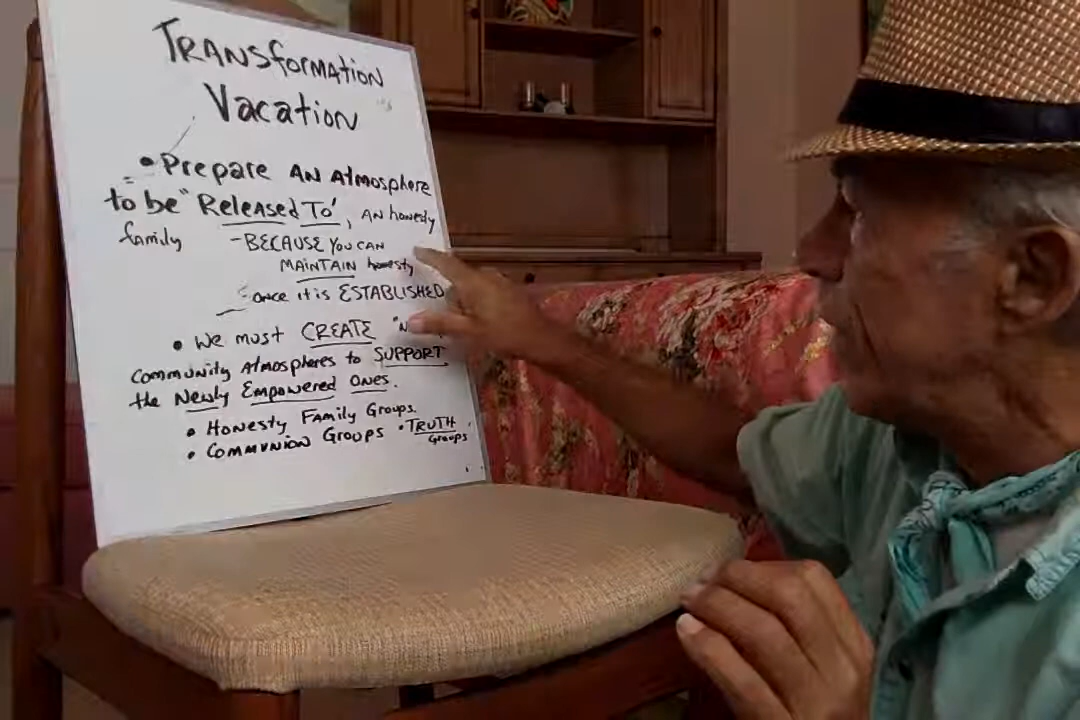 TRANSformation
Vacation
• Prepare AN Atmosphere
to be "Released To", AN honesty
family - BECAUSE YOU CAN
MAINTAIN honesty
once it is ESTABLISHED
• We must CREATE
Community Atmospheres to SUPPORT
the Newly Empowered Ones.
• Honesty Family Groups.
• Communion Groups • TRUTH
Groups